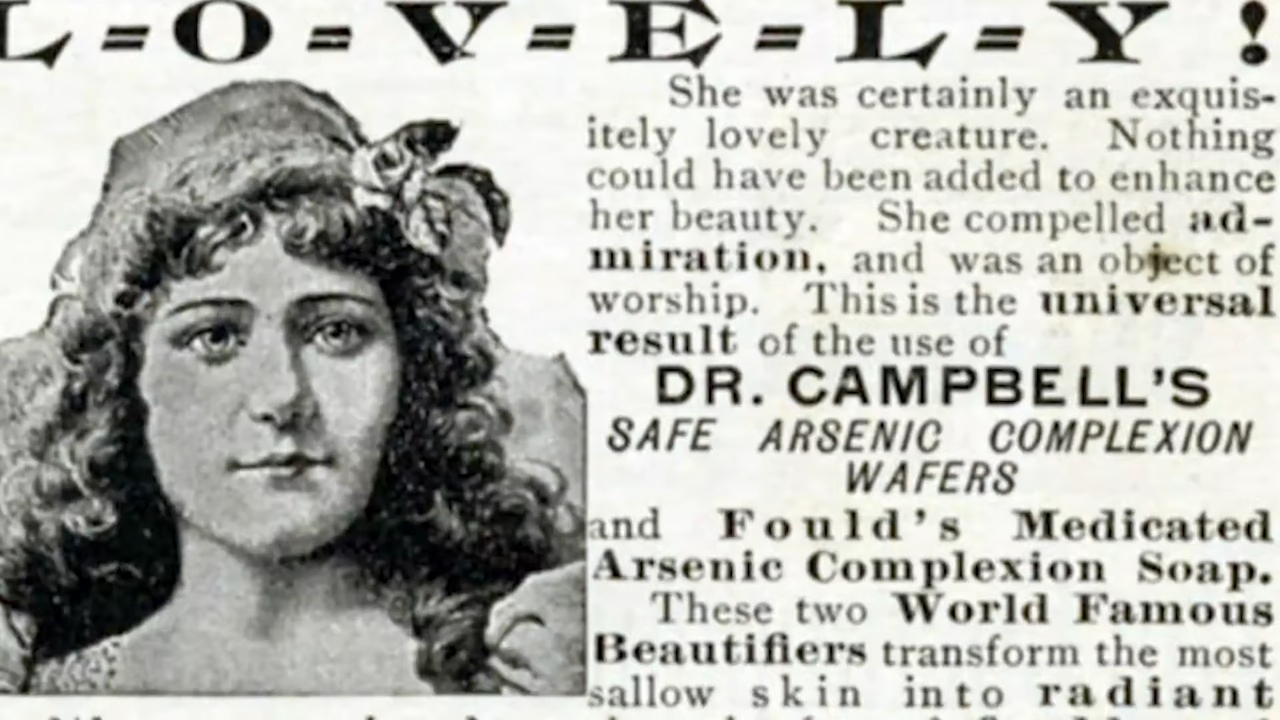 L=O=V=E=L=Y!
She was certainly an exquis-
itely lovely creature. Nothing
could have been added to enhance
her beauty. She compelled ad-
miration, and was an object of
worship. This is the universal
result of the use of
DR. CAMPBELL'S
SAFE ARSENIC COMPLEXION
WAFERS
and Fould's Medicated
Arsenic Complexion Soap.
These two World Famous
Beautifiers transform the most
sallow skin into radiant